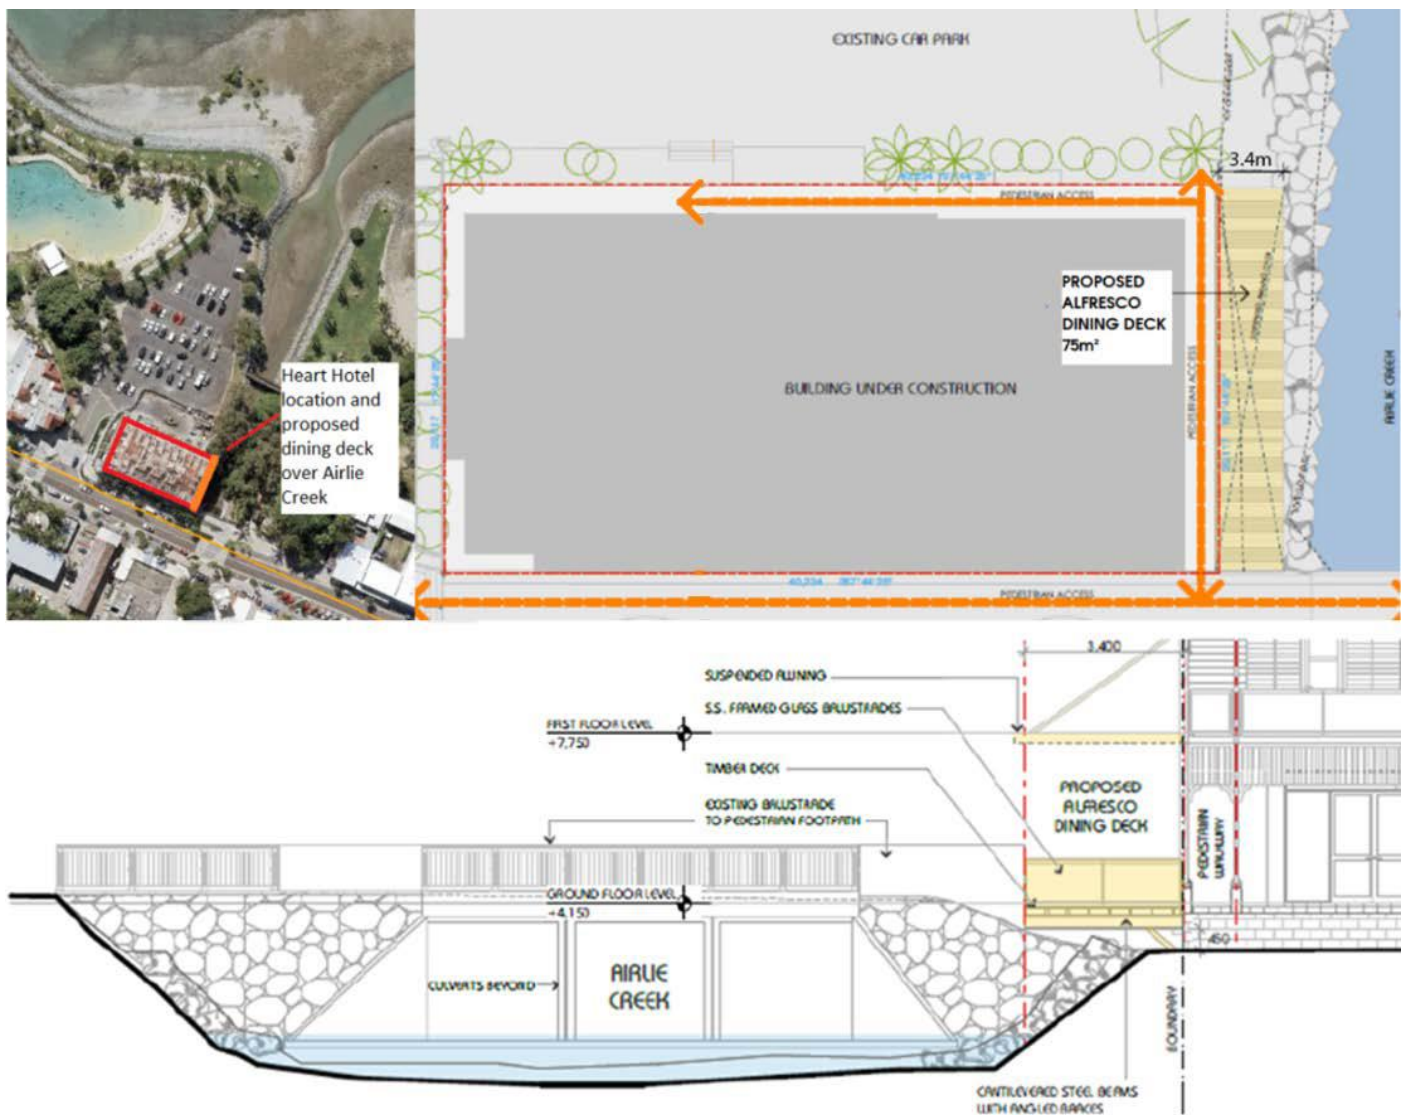 EXISTING CAR PARK
3.4m
PEDESTRIAN ACCESS
Heart Hotel
location and
proposed
dining deck
over Airlie
Creek
PROPOSED
ALFRESCO
DINING DECK
75m²
PEDESTRIAN ACCESS
BUILDING UNDER CONSTRUCTION
AIRLIE CREEK
PEDESTRIAN ACCESS
3.400
SUSPENDED AWNING
S.S. FRAMED GLASS BALUSTRADES
FIRST FLOOR LEVEL
+7,750
TIMBER DECK
EXISTING BALUSTRADE
TO PEDESTRIAN FOOTPATH
PROPOSED
ALFRESCO
DINING DECK
PEDESTRIAN
WALKWAY
GROUND FLOOR LEVEL
+4,150
450
CULVERTS BEYOND
AIRLIE
CREEK
BOUNDARY
CANTILEVERED STEEL BEAMS
WITH ANGLED BRACES